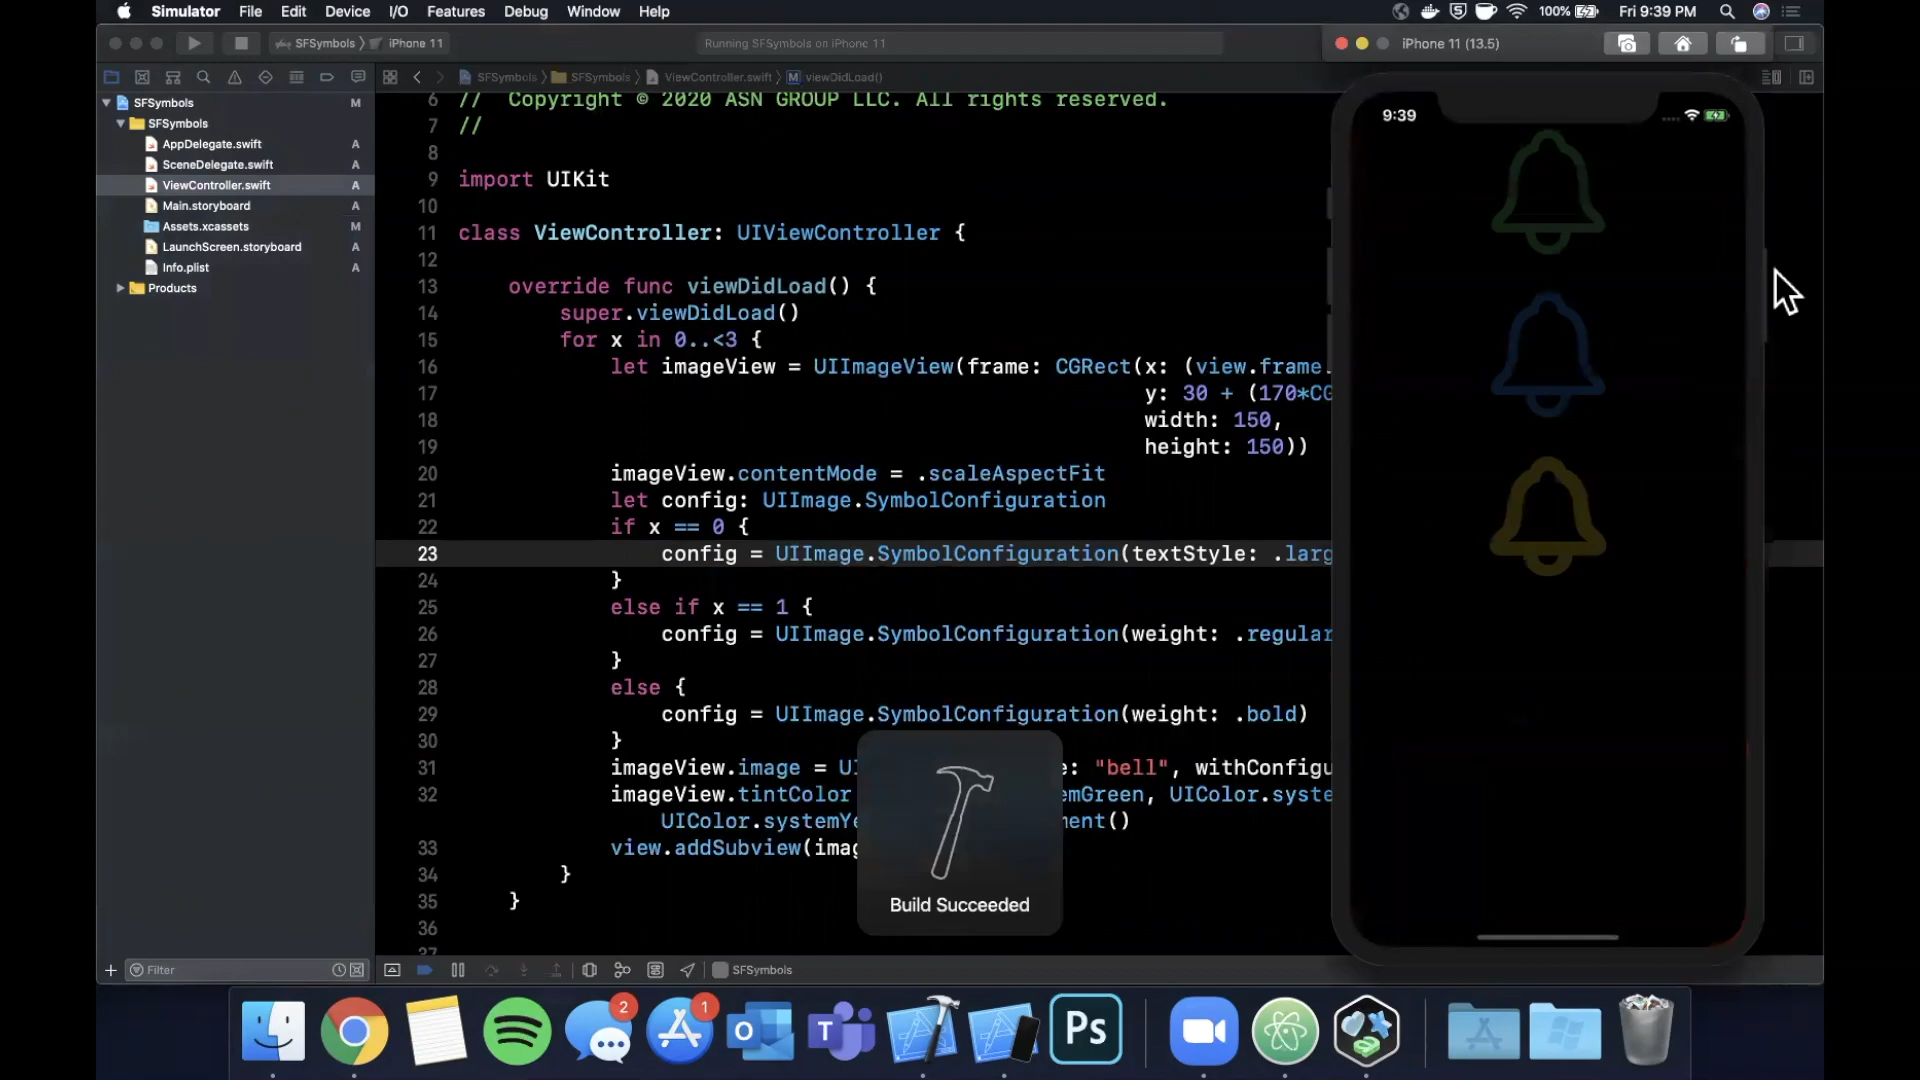 Simulator File Edit Device I/O Features Debug Window Help
100% Fri 9:39 PM
SFSymbols iPhone 11
Running SFSymbols on iPhone 11
iPhone 11 (13.5)
SFSymbols SFSymbols ViewController.swift M viewDidLoad()
SFSymbols M
SFSymbols
AppDelegate.swift A
SceneDelegate.swift A
ViewController.swift A
Main.storyboard A
Assets.xcassets M
LaunchScreen.storyboard A
Info.plist A
Products
6 // Copyright © 2020 ASN GROUP LLC. All rights reserved.
7 //
8
9 import UIKit
10
11 class ViewController: UIViewController {
12
13 override func viewDidLoad() {
14 super.viewDidLoad()
15 for x in 0..<3 {
16 let imageView = UIImageView(frame: CGRect(x: (view.frame.
17 y: 30 + (170*CG
18 width: 150,
19 height: 150))
20 imageView.contentMode = .scaleAspectFit
21 let config: UIImage.SymbolConfiguration
22 if x == 0 {
23 config = UIImage.SymbolConfiguration(textStyle: .larg
24 }
25 else if x == 1 {
26 config = UIImage.SymbolConfiguration(weight: .regular
27 }
28 else {
29 config = UIImage.SymbolConfiguration(weight: .bold)
30 }
31 imageView.image = UI e: "bell", withConfigu
32 imageView.tintColor emGreen, UIColor.syste
UIColor.systemYe ment()
33 view.addSubview(imag
34 }
35 }
36
37
9:39
Build Succeeded
Filter
SFSymbols
2
1
Ps